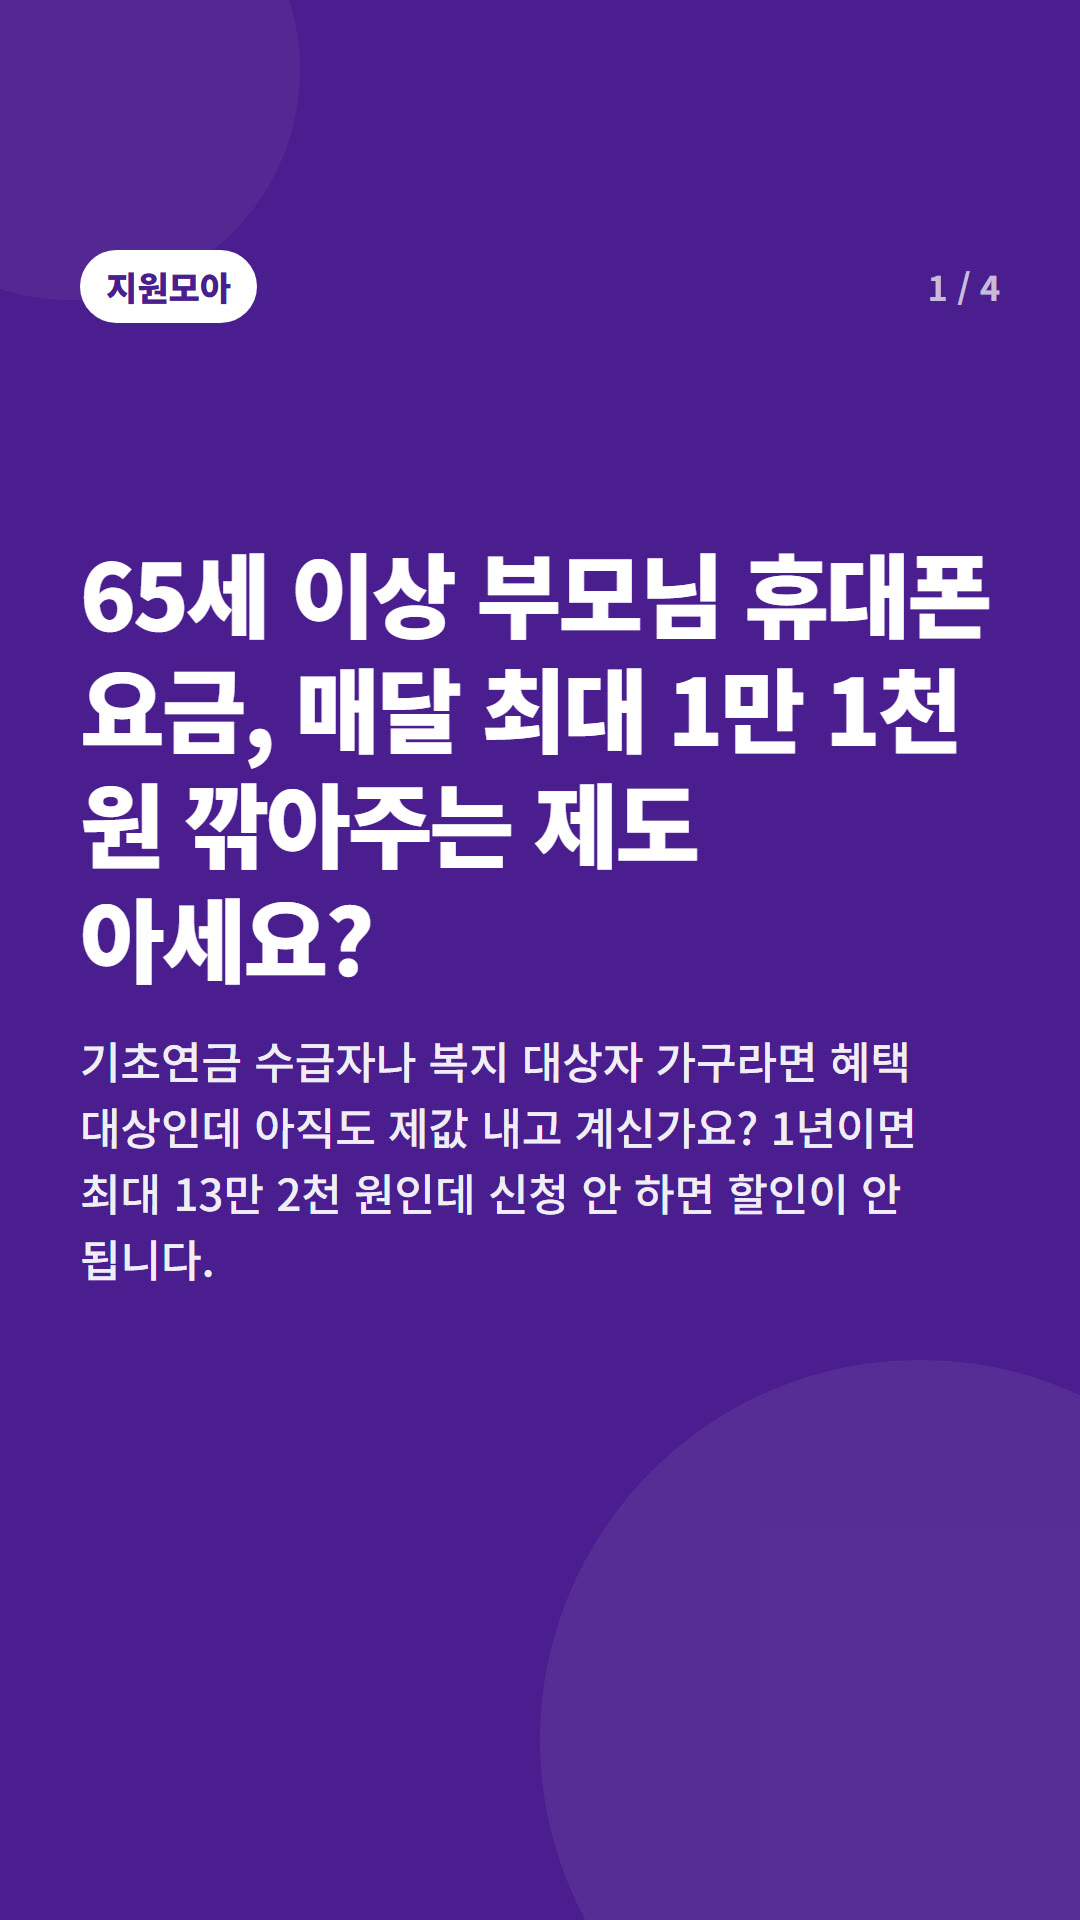 지원모아
1 / 4
65세 이상 부모님 휴대폰
요금, 매달 최대 1만 1천
원 깎아주는 제도
아세요?
기초연금 수급자나 복지 대상자 가구라면 혜택
대상인데 아직도 제값 내고 계신가요? 1년이면
최대 13만 2천 원인데 신청 안 하면 할인이 안
됩니다.